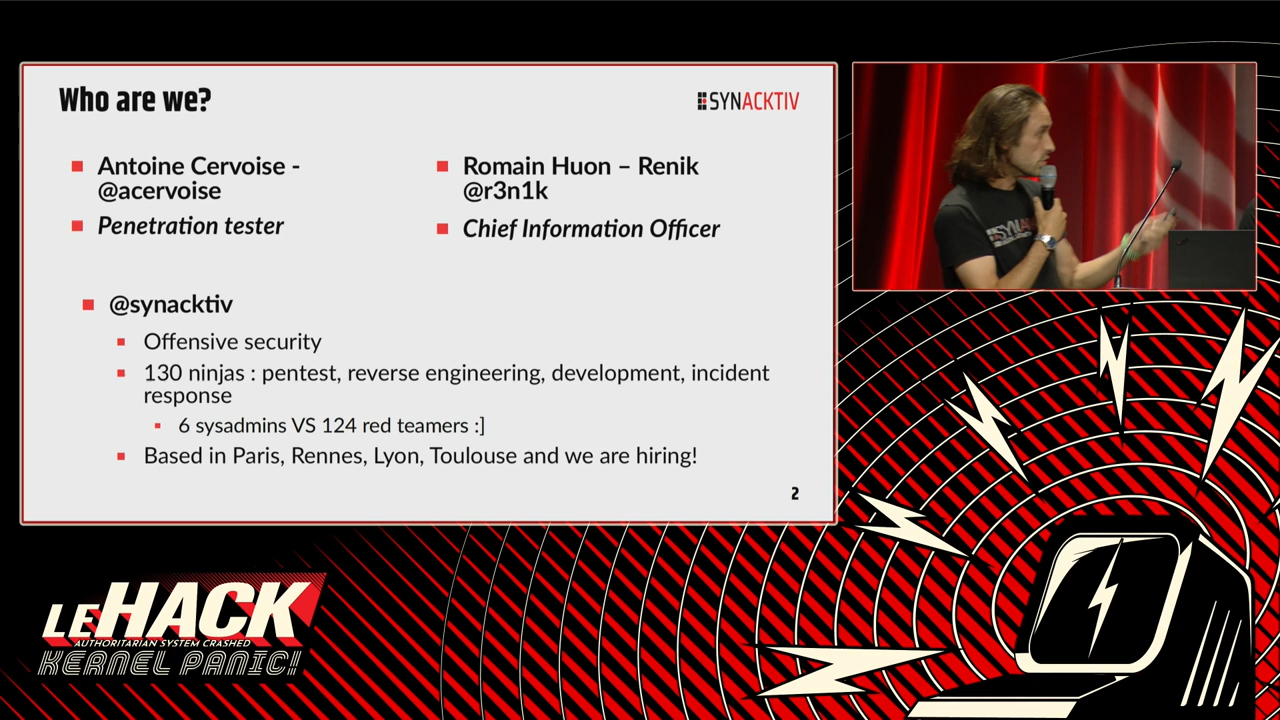 Who are we?
SYNACKTIV
Antoine Cervoise -
@acervoise
Penetration tester
Romain Huon – Renik
@r3n1k
Chief Information Officer
@synacktiv
Offensive security
130 ninjas : pentest, reverse engineering, development, incident
response
6 sysadmins VS 124 red teamers :]
Based in Paris, Rennes, Lyon, Toulouse and we are hiring!
2
LEHACK
AUTHORITARIAN SYSTEM CRASHED
KERNEL PANIC!